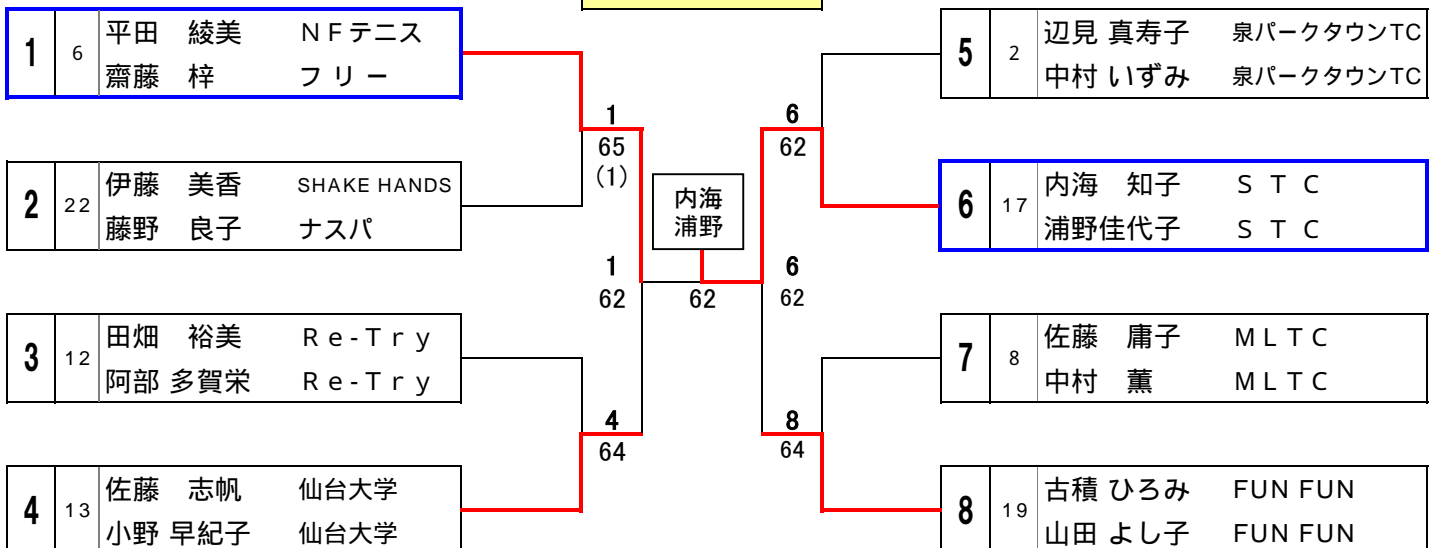 1 6 平田 綾美 ＮＦテニス
齋藤 梓 フリー
2 22 伊藤 美香 SHAKE HANDS
藤野 良子 ナスパ
3 12 田畑 裕美 Ｒｅ-Ｔｒｙ
阿部 多賀栄 Ｒｅ-Ｔｒｙ
4 13 佐藤 志帆 仙台大学
小野 早紀子 仙台大学
1
65
(1)
1
62
4
64
内海
浦野
62
6
62
6
62
8
64
5 2 辺見 真寿子 泉パークタウンTC
中村 いずみ 泉パークタウンTC
6 17 内海 知子 ＳＴＣ
浦野佳代子 ＳＴＣ
7 8 佐藤 庸子 ＭＬＴＣ
中村 薫 ＭＬＴＣ
8 19 古積 ひろみ FUN FUN
山田 よし子 FUN FUN